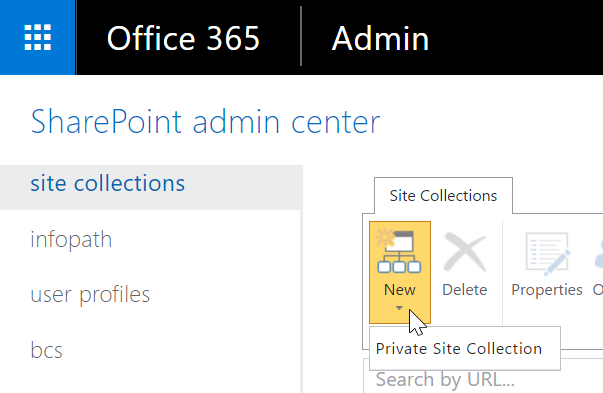 Office 365
Admin
SharePoint admin center
site collections
infopath
user profiles
bcs
Site Collections
New
Delete
Properties
Private Site Collection
Search by URL...